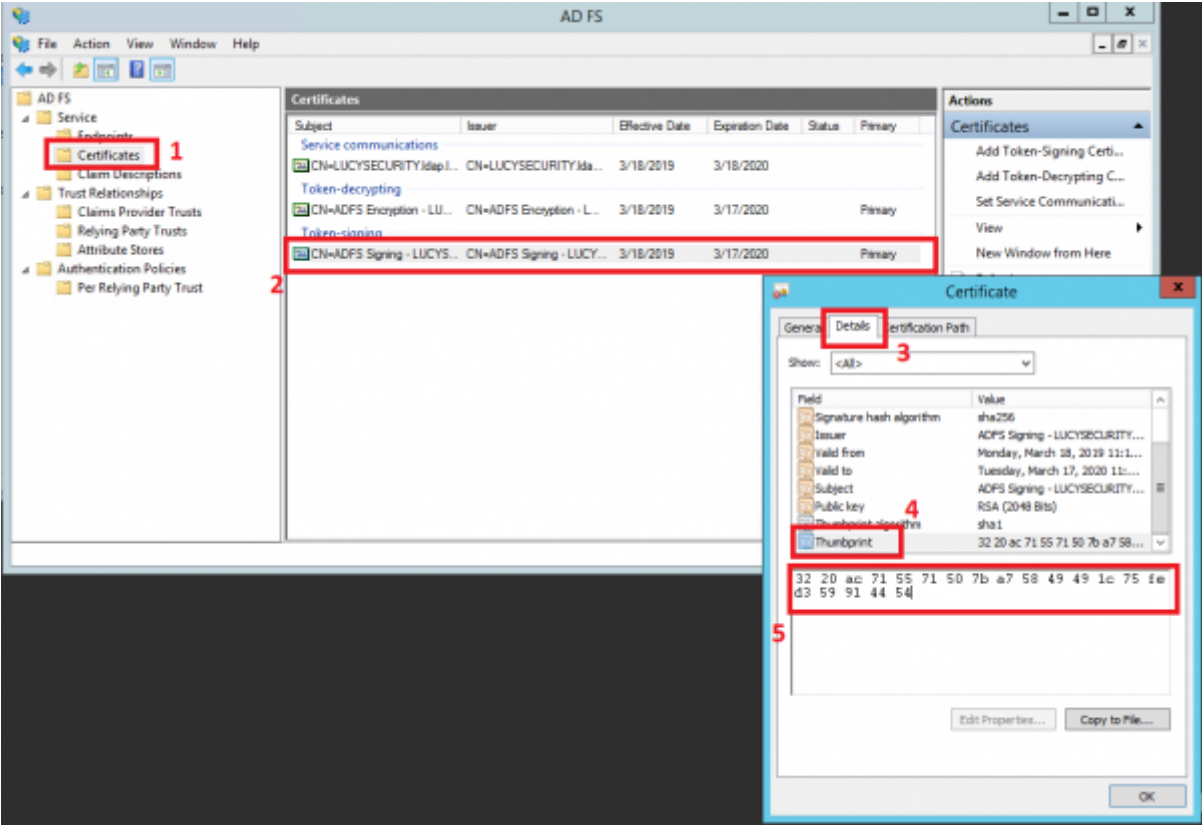 AD FS
File Action View Window Help
AD FS
Service
Endpoints
Certificates
1
Claim Descriptions
Trust Relationships
Claims Provider Trusts
Relying Party Trusts
Attribute Stores
Authentication Policies
Per Relying Party Trust
Certificates
Subject Issuer Effective Date Expiration Date Status Primary
Service communications
CN=LUCYSECURITY.ldap.l... CN=LUCYSECURITY.lda... 3/18/2019 3/18/2020
Token-decrypting
CN=ADFS Encryption - LU... CN=ADFS Encryption - L... 3/18/2019 3/17/2020 Primary
Token-signing
CN=ADFS Signing - LUCYS... CN=ADFS Signing - LUCY... 3/18/2019 3/17/2020 Primary
2
Actions
Certificates
Add Token-Signing Certi...
Add Token-Decrypting C...
Set Service Communicati...
View
New Window from Here
Certificate
General Details Certification Path
3
Show: <All>
Field Value
Signature hash algorithm sha256
Issuer ADFS Signing - LUCYSECURITY...
Valid from Monday, March 18, 2019 11:1...
Valid to Tuesday, March 17, 2020 11:...
Subject ADFS Signing - LUCYSECURITY...
Public key RSA (2048 Bits)
4
Thumbprint algorithm sha1
Thumbprint 32 20 ac 71 55 71 50 7b a7 58...
32 20 ac 71 55 71 50 7b a7 58 49 49 1c 75 fe
d3 59 91 44 54
5
Edit Properties... Copy to File...
OK